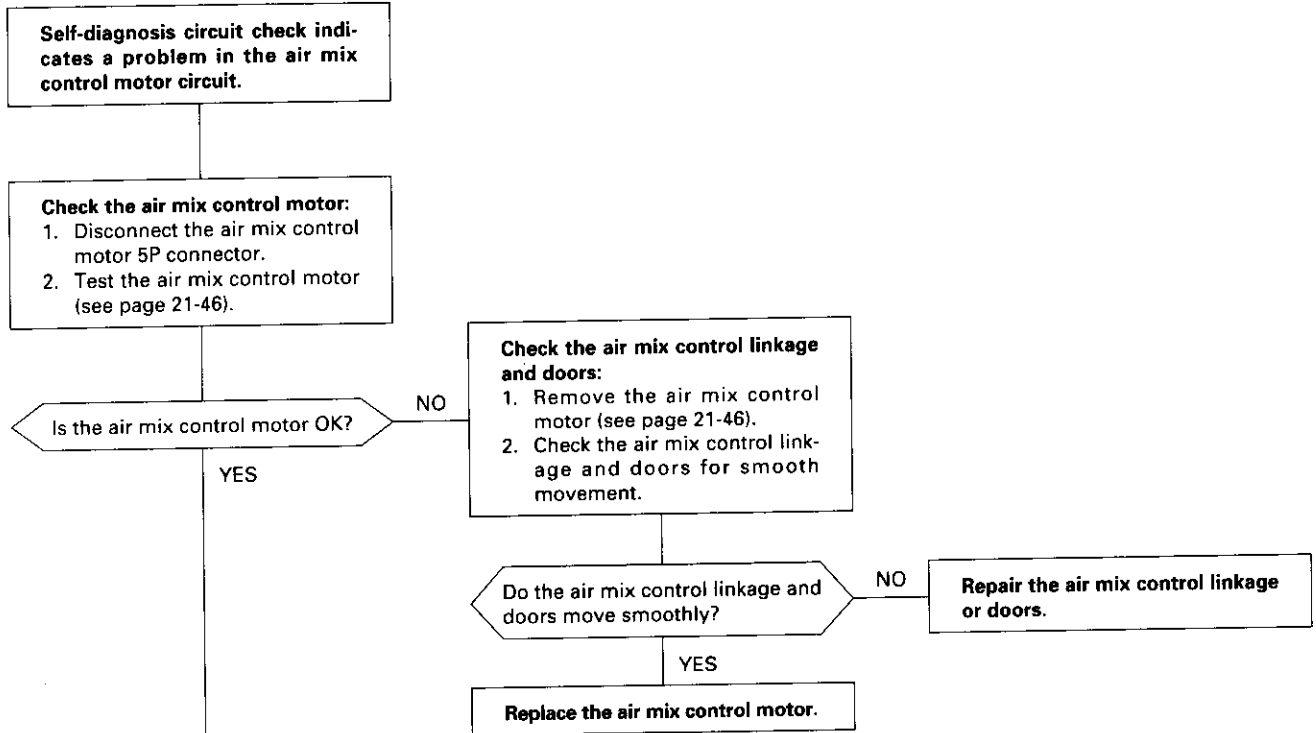 Self-diagnosis circuit check indi-
cates a problem in the air mix
control motor circuit.
Check the air mix control motor:
1. Disconnect the air mix control
motor 5P connector.
2. Test the air mix control motor
(see page 21-46).
Is the air mix control motor OK?
NO
YES
Check the air mix control linkage
and doors:
1. Remove the air mix control
motor (see page 21-46).
2. Check the air mix control link-
age and doors for smooth
movement.
Do the air mix control linkage and
doors move smoothly?
NO
Repair the air mix control linkage
or doors.
YES
Replace the air mix control motor.